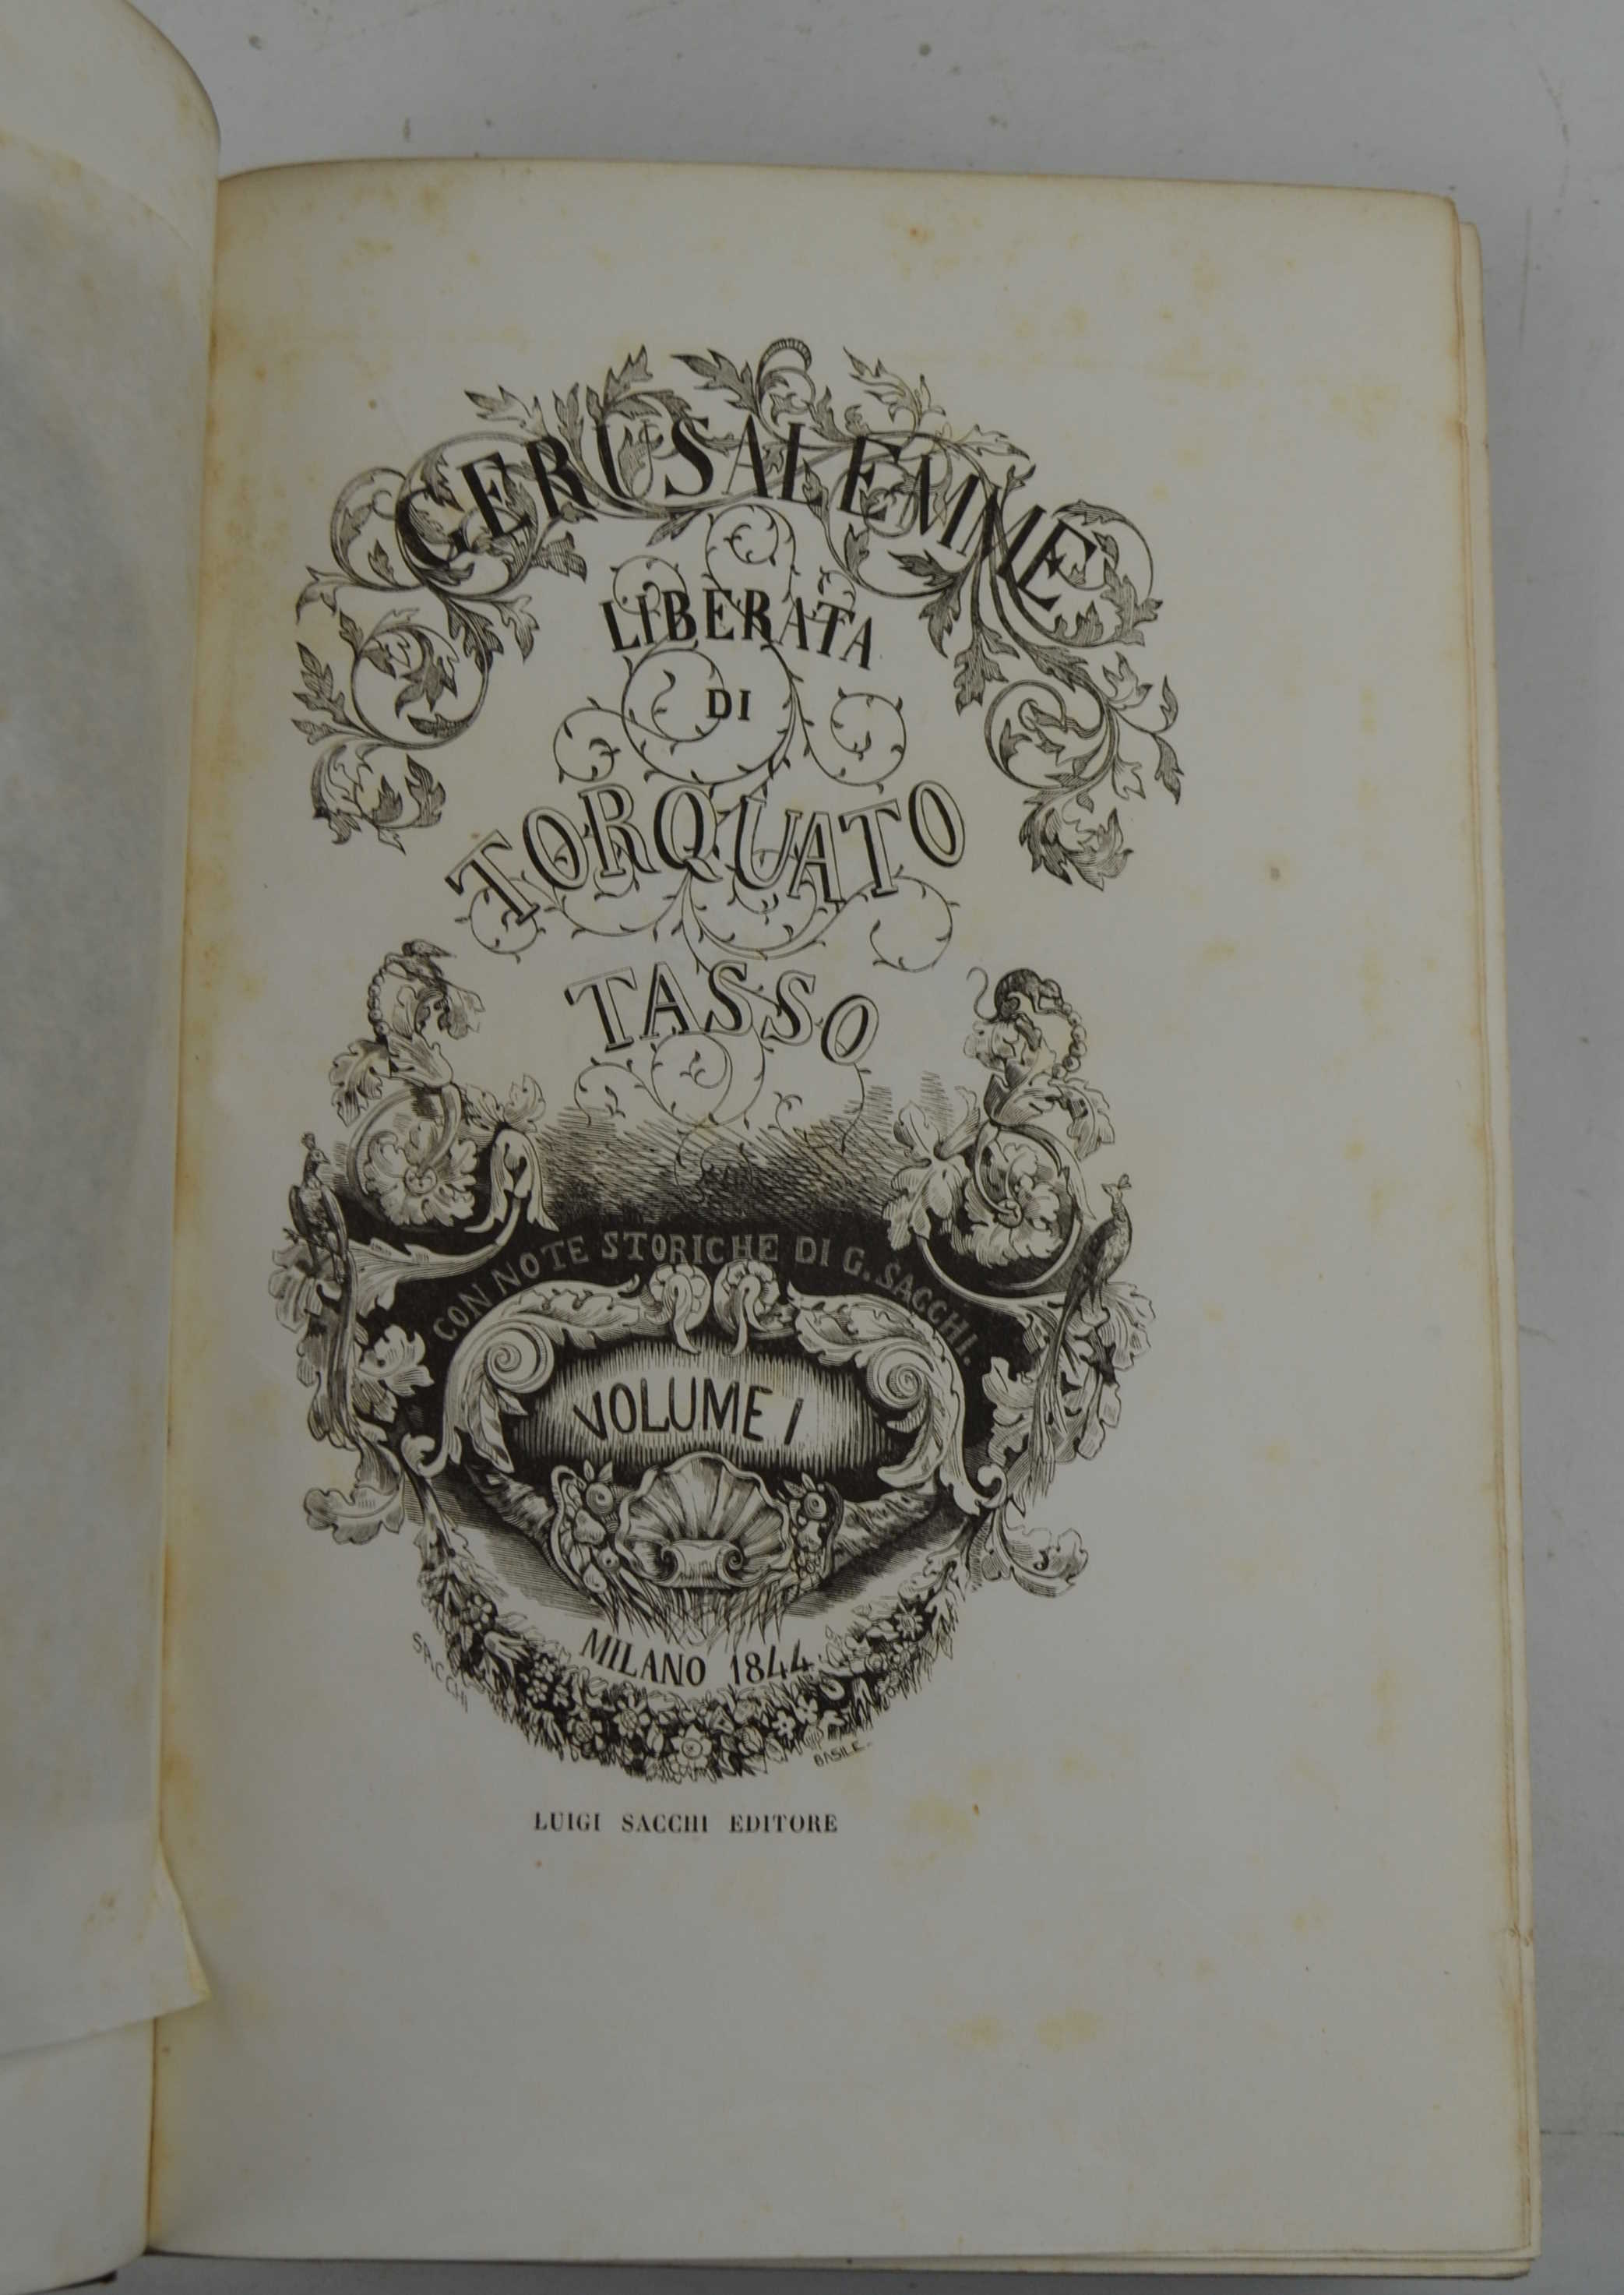 GERUSALEMME
LIBERATA
DI
TORQUATO
TASSO
CON NOTE STORICHE DI G. SACCHI.
VOLUME I
MILANO 1844
SACCHI
BASILE
LUIGI SACCHI EDITORE